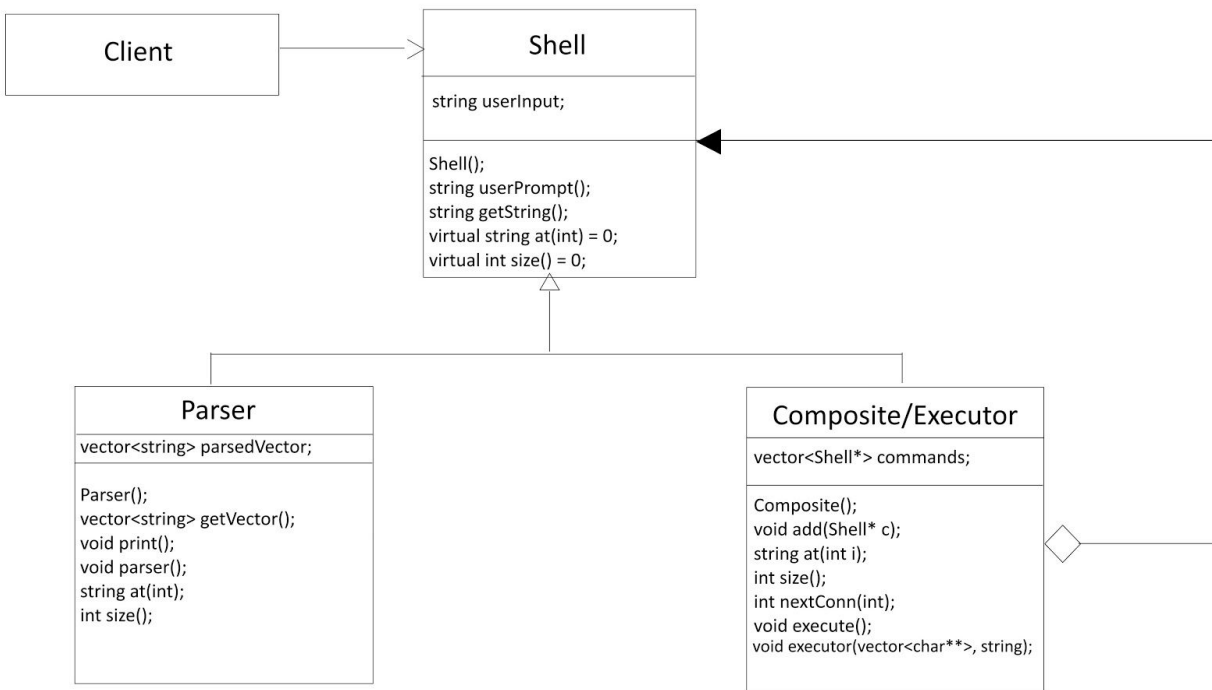 Client
Shell
string userInput;
Shell();
string userPrompt();
string getString();
virtual string at(int) = 0;
virtual int size() = 0;
Parser
vector<string> parsedVector;
Parser();
vector<string> getVector();
void print();
void parser();
string at(int);
int size();
Composite/Executor
vector<Shell*> commands;
Composite();
void add(Shell* c);
string at(int i);
int size();
int nextConn(int);
void execute();
void executor(vector<char**>, string);